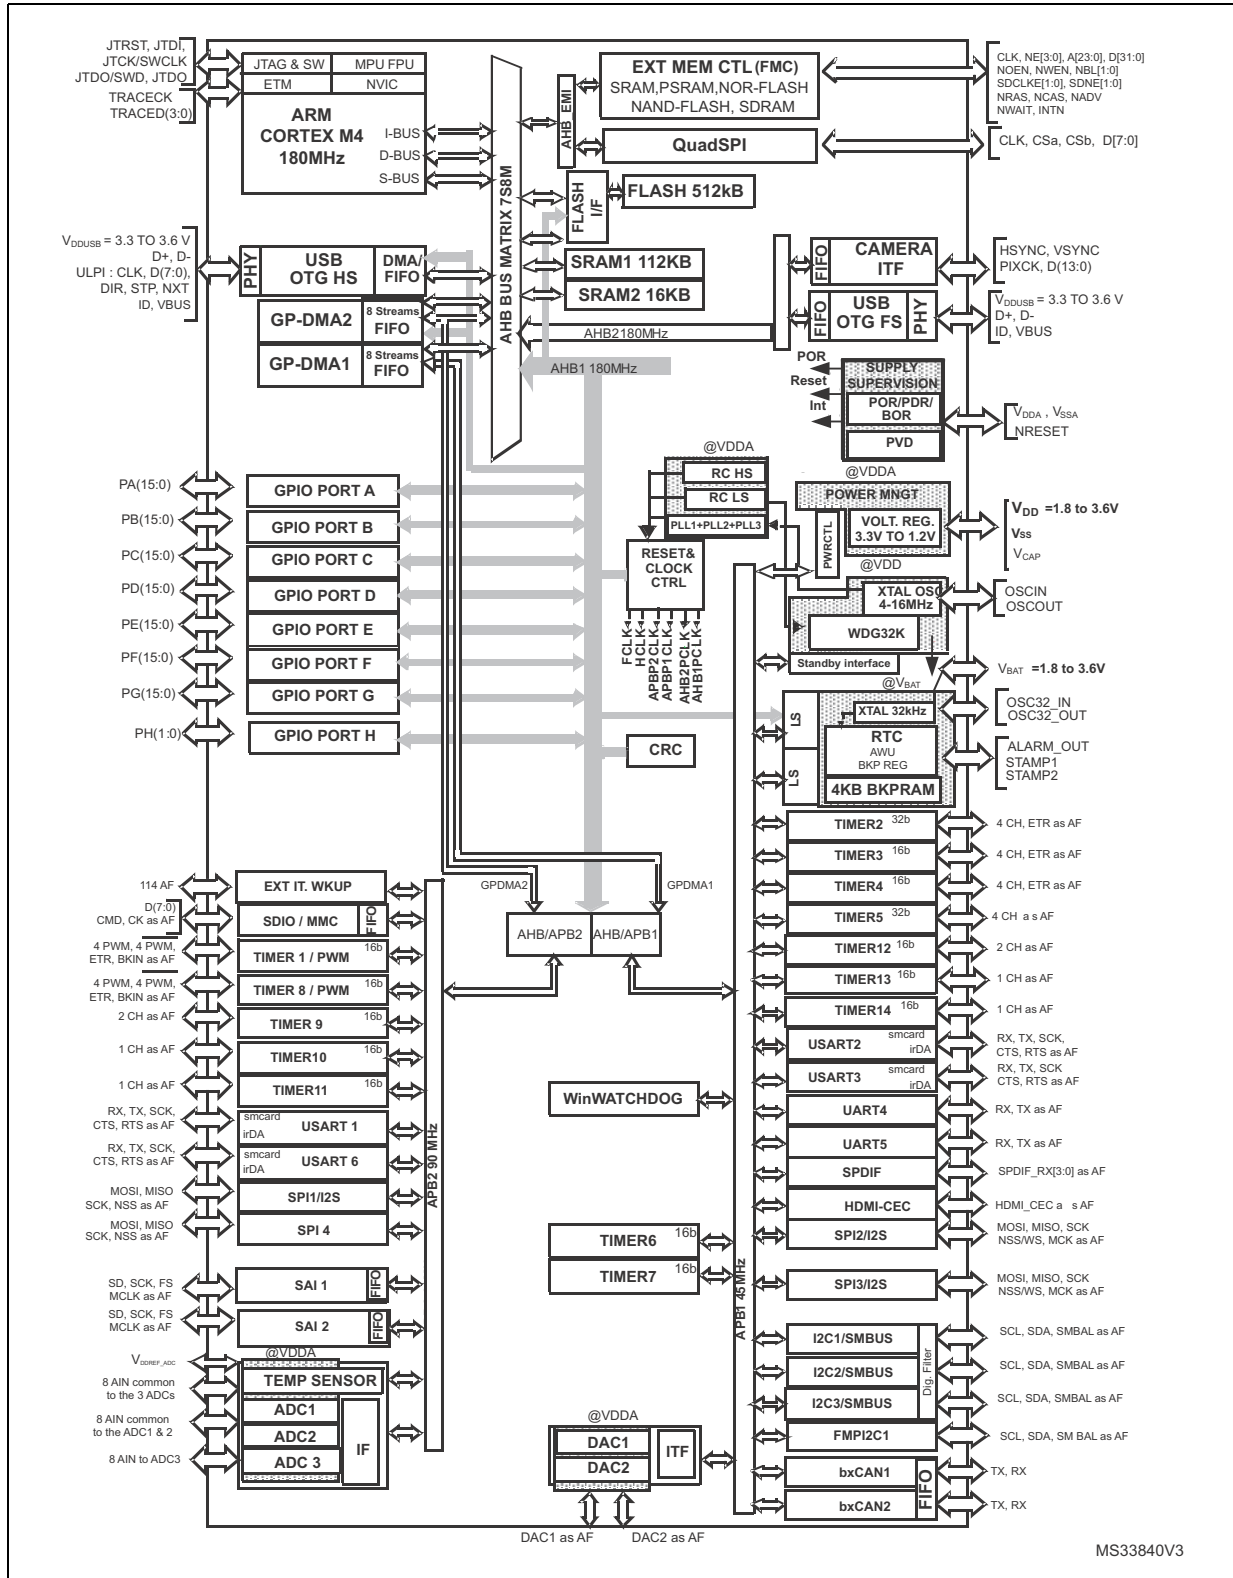 JTRST, JTDI,
JTCK/SWCLK
JTDO/SWD, JTDO
TRACECK
TRACED(3:0)
JTAG & SW
MPU FPU
ETM
NVIC
ARM
CORTEX M4
180MHz
I-BUS
D-BUS
S-BUS
AHB BUS MATRIX 7S8M
AHB EMI
EXT MEM CTL (FMC)
SRAM,PSRAM,NOR-FLASH
NAND-FLASH, SDRAM
QuadSPI
CLK, NE[3:0], A[23:0], D[31:0]
NOEN, NWEN, NBL[1:0]
SDCLKE[1:0], SDNE[1:0]
NRAS, NCAS, NADV
NWAIT, INTN
CLK, CSa, CSb, D[7:0]
FLASH I/F
FLASH 512kB
SRAM1 112KB
SRAM2 16KB
VDDUSB = 3.3 TO 3.6 V
D+, D-
ULPI : CLK, D(7:0),
DIR, STP, NXT
ID, VBUS
PHY
USB
OTG HS
DMA/
FIFO
GP-DMA2
8 Streams
FIFO
GP-DMA1
8 Streams
FIFO
AHB2180MHz
AHB1 180MHz
FIFO
CAMERA
ITF
HSYNC, VSYNC
PIXCK, D(13:0)
FIFO
USB
OTG FS
PHY
VDDUSB = 3.3 TO 3.6 V
D+, D-
ID, VBUS
POR
Reset
Int
SUPPLY
SUPERVISION
POR/PDR/
BOR
PVD
VDDA , VSSA
NRESET
@VDDA
RC HS
RC LS
PLL1+PLL2+PLL3
@VDDA
POWER MNGT
VOLT. REG.
3.3V TO 1.2V
PWRCTL
VDD =1.8 to 3.6V
Vss
VCAP
RESET&
CLOCK
CTRL
FCLK
HCLK
APBP2CLK
APBP1CLK
AHB2PCLK
AHB1PCLK
@VDD
XTAL OSC
4-16MHz
WDG32K
Standby interface
OSCIN
OSCOUT
@VBAT
VBAT =1.8 to 3.6V
LS
LS
XTAL 32kHz
RTC
AWU
BKP REG
4KB BKPRAM
OSC32_IN
OSC32_OUT
ALARM_OUT
STAMP1
STAMP2
PA(15:0)
GPIO PORT A
PB(15:0)
GPIO PORT B
PC(15:0)
GPIO PORT C
PD(15:0)
GPIO PORT D
PE(15:0)
GPIO PORT E
PF(15:0)
GPIO PORT F
PG(15:0)
GPIO PORT G
PH(1:0)
GPIO PORT H
CRC
GPDMA2
GPDMA1
AHB/APB2
AHB/APB1
APB2 90 MHz
APB1 45 MHz
114 AF
EXT IT. WKUP
D(7:0)
CMD, CK as AF
SDIO / MMC
FIFO
4 PWM, 4 PWM,
ETR, BKIN as AF
TIMER 1 / PWM
16b
4 PWM, 4 PWM,
ETR, BKIN as AF
TIMER 8 / PWM
16b
2 CH as AF
TIMER 9
16b
1 CH as AF
TIMER10
16b
1 CH as AF
TIMER11
16b
RX, TX, SCK,
CTS, RTS as AF
smcard
irDA
USART 1
RX, TX, SCK,
CTS, RTS as AF
smcard
irDA
USART 6
MOSI, MISO
SCK, NSS as AF
SPI1/I2S
MOSI, MISO
SCK, NSS as AF
SPI 4
SD, SCK, FS
MCLK as AF
SAI 1
FIFO
SD, SCK, FS
MCLK as AF
SAI 2
FIFO
@VDDA
VDDREF_ADC
TEMP SENSOR
8 AIN common
to the 3 ADCs
ADC1
8 AIN common
to the ADC1 & 2
ADC2
8 AIN to ADC3
ADC 3
IF
WinWATCHDOG
TIMER6
16b
TIMER7
16b
@VDDA
DAC1
DAC2
ITF
DAC1 as AF
DAC2 as AF
TIMER2
32b
4 CH, ETR as AF
TIMER3
16b
4 CH, ETR as AF
TIMER4
16b
4 CH, ETR as AF
TIMER5
32b
4 CH a s AF
TIMER12
16b
2 CH as AF
TIMER13
16b
1 CH as AF
TIMER14
16b
1 CH as AF
USART2
smcard
irDA
RX, TX, SCK,
CTS, RTS as AF
USART3
smcard
irDA
RX, TX, SCK
CTS, RTS as AF
UART4
RX, TX as AF
UART5
RX, TX as AF
SPDIF
SPDIF_RX[3:0] as AF
HDMI-CEC
HDMI_CEC a s AF
SPI2/I2S
MOSI, MISO, SCK
NSS/WS, MCK as AF
SPI3/I2S
MOSI, MISO, SCK
NSS/WS, MCK as AF
I2C1/SMBUS
SCL, SDA, SMBAL as AF
I2C2/SMBUS
SCL, SDA, SMBAL as AF
I2C3/SMBUS
SCL, SDA, SMBAL as AF
Dig. Filter
FMPI2C1
SCL, SDA, SM BAL as AF
bxCAN1
TX, RX
bxCAN2
TX, RX
FIFO
MS33840V3